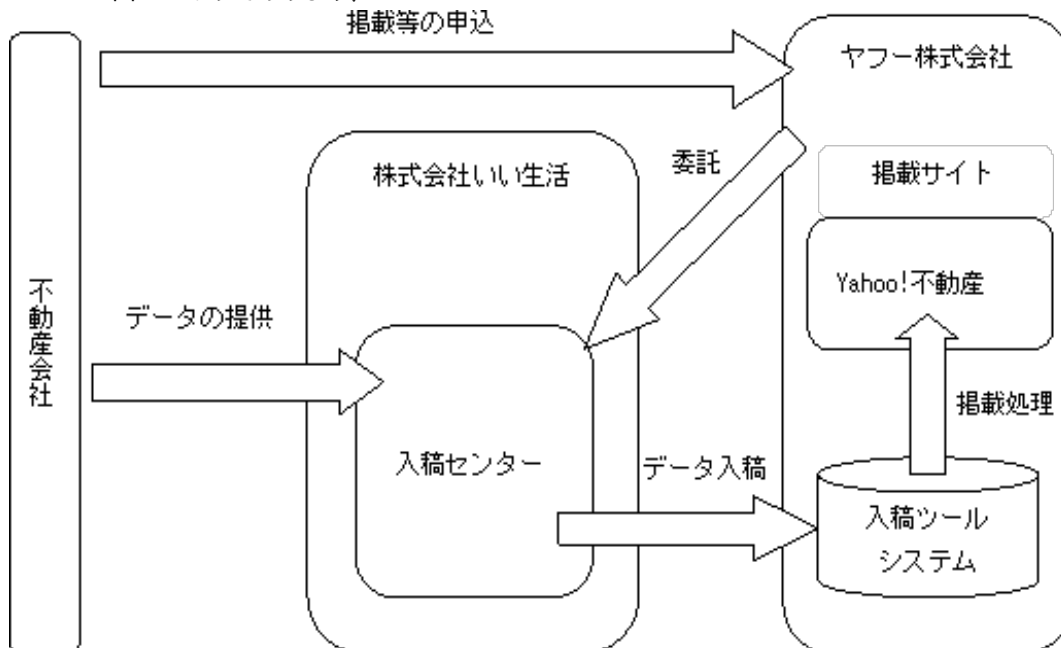 掲載等の申込
ヤフー株式会社
株式会社いい生活
委託
掲載サイト
不動産会社
データの提供
Yahoo!不動産
掲載処理
入稿センター
データ入稿
入稿ツール
システム